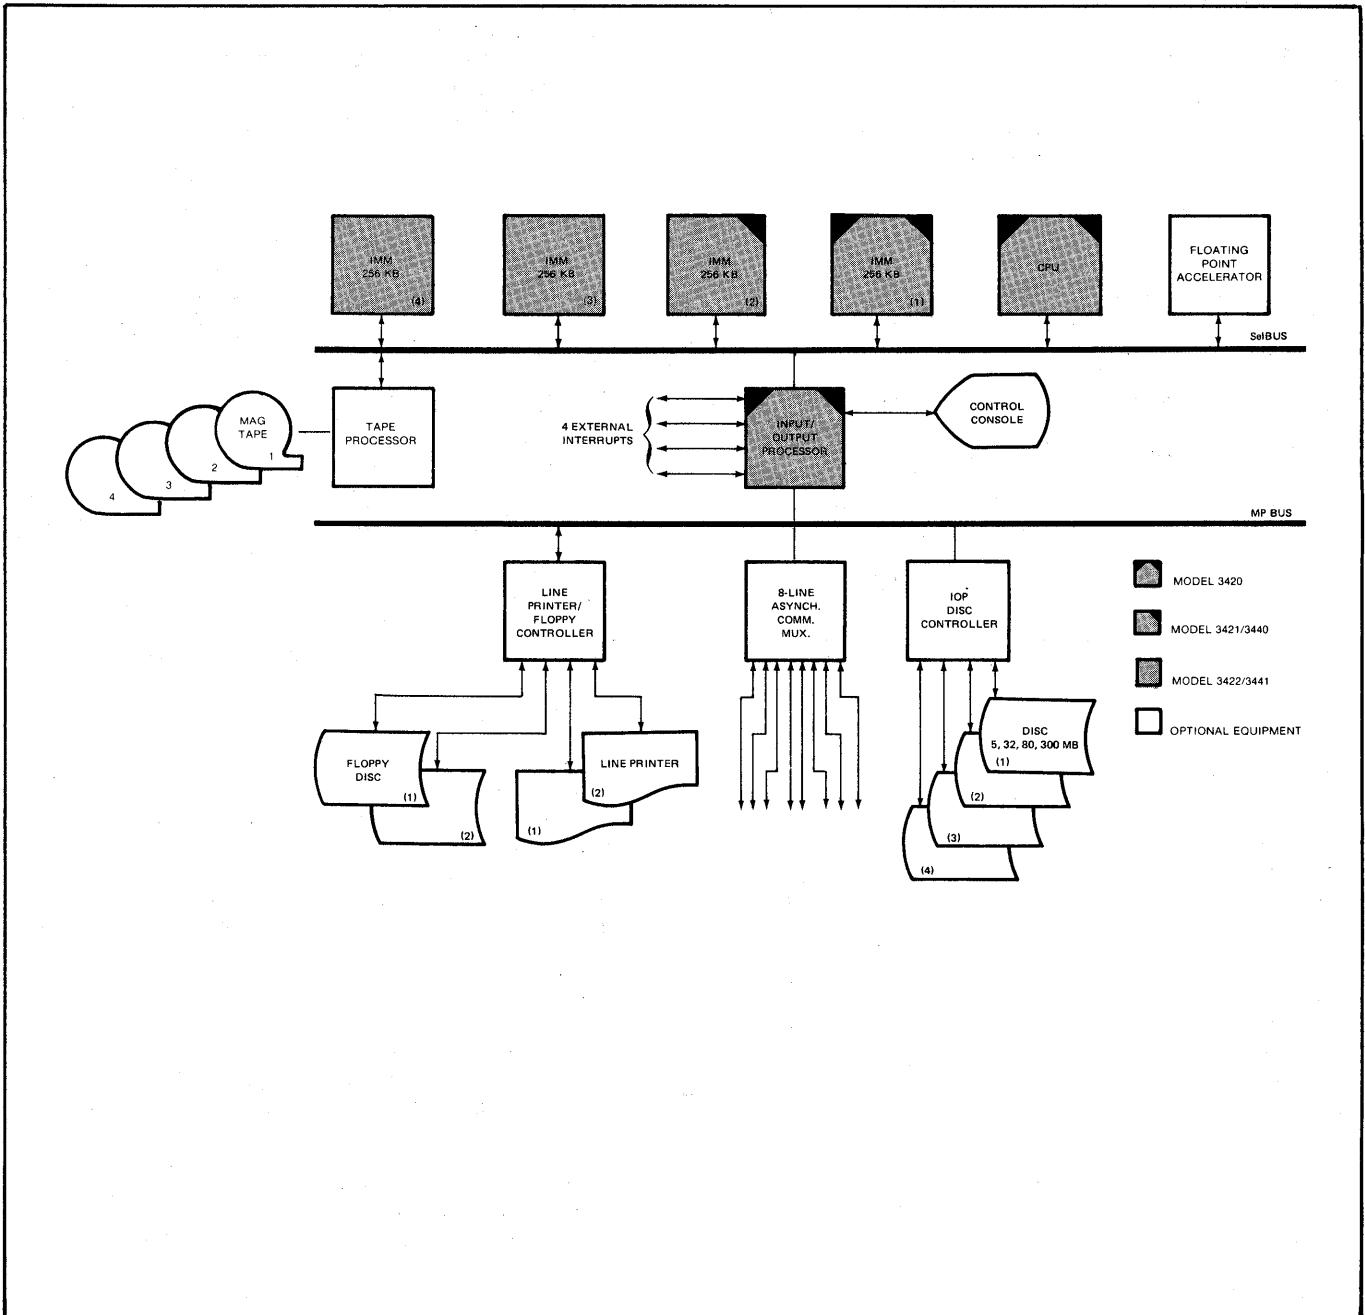 IMM
256 KB
(4)
IMM
256 KB
(3)
IMM
256 KB
(2)
IMM
256 KB
(1)
CPU
FLOATING
POINT
ACCELERATOR
SelBUS
MAG
TAPE
1
2
3
4
TAPE
PROCESSOR
4 EXTERNAL
INTERRUPTS
INPUT/
OUTPUT
PROCESSOR
CONTROL
CONSOLE
MP BUS
LINE
PRINTER/
FLOPPY
CONTROLLER
8-LINE
ASYNCH.
COMM.
MUX.
IOP
DISC
CONTROLLER
MODEL 3420
MODEL 3421/3440
MODEL 3422/3441
OPTIONAL EQUIPMENT
FLOPPY
DISC
(1)
(2)
LINE PRINTER
(2)
(1)
DISC
5, 32, 80, 300 MB
(1)
(2)
(3)
(4)